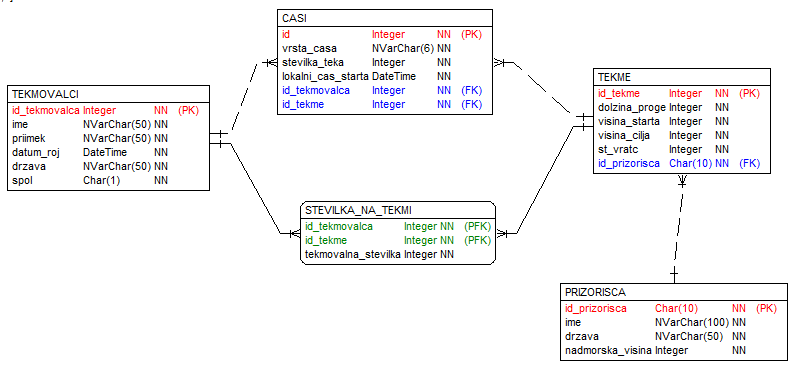 CASI
id Integer NN (PK)
vrsta_casa NVarChar(6) NN
stevilka_teka Integer NN
lokalni_cas_starta DateTime NN
id_tekmovalca Integer NN (FK)
id_tekme Integer NN (FK)
TEKMOVALCI
id_tekmovalca Integer NN (PK)
ime NVarChar(50) NN
priimek NVarChar(50) NN
datum_roj DateTime NN
drzava NVarChar(50) NN
spol Char(1) NN
TEKME
id_tekme Integer NN (PK)
dolzina_proge Integer NN
visina_starta Integer NN
visina_cilja Integer NN
st_vratc Integer NN
id_prizorisca Char(10) NN (FK)
STEVILKA_NA_TEKMI
id_tekmovalca Integer NN (PFK)
id_tekme Integer NN (PFK)
tekmovalna_stevilka Integer NN
PRIZORISCA
id_prizorisca Char(10) NN (PK)
ime NVarChar(100) NN
drzava NVarChar(50) NN
nadmorska_visina Integer NN